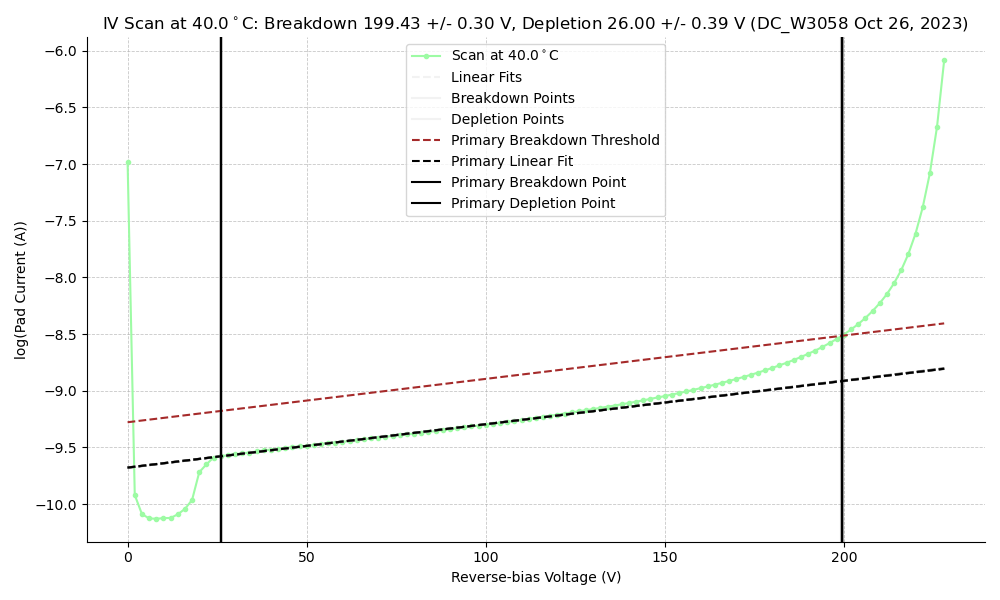 IV Scan at 40.0°C: Breakdown 199.43 +/- 0.30 V, Depletion 26.00 +/- 0.39 V (DC_W3058 Oct 26, 2023)
Scan at 40.0°C
Linear Fits
Breakdown Points
Depletion Points
Primary Breakdown Threshold
Primary Linear Fit
Primary Breakdown Point
Primary Depletion Point
log(Pad Current (A))
−6.0
−6.5
−7.0
−7.5
−8.0
−8.5
−9.0
−9.5
−10.0
0 50 100 150 200
Reverse-bias Voltage (V)